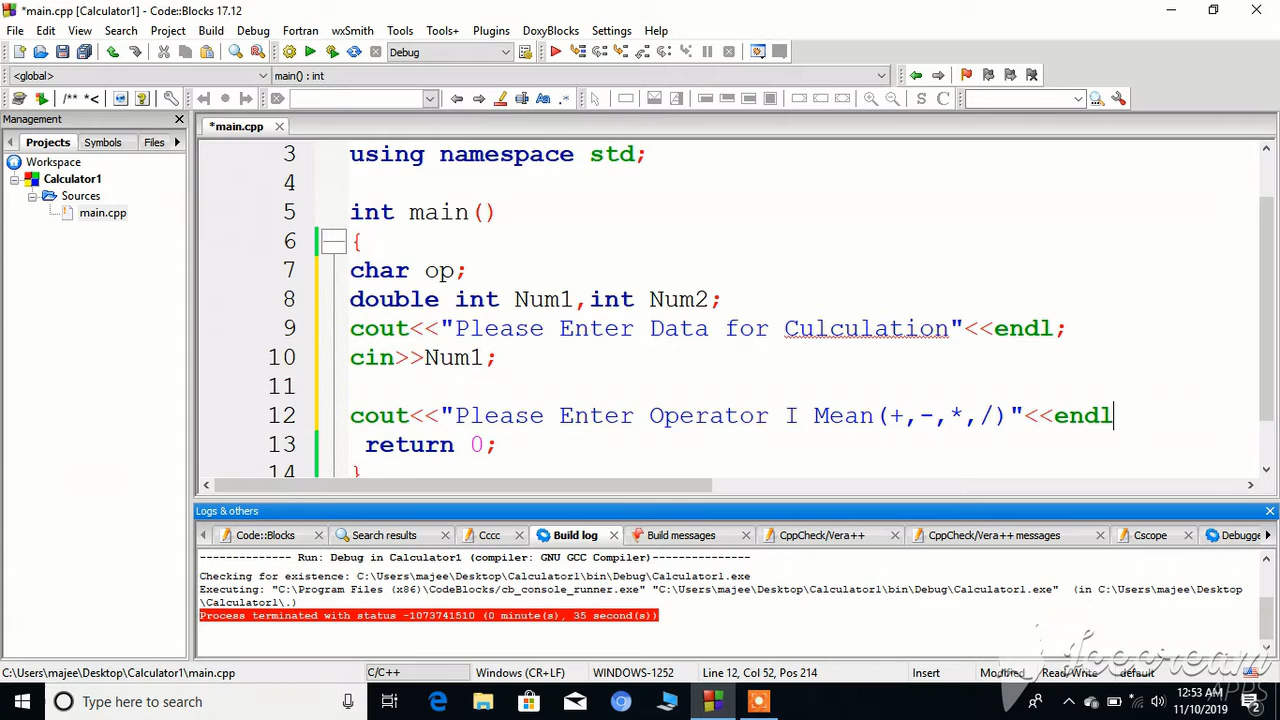 *main.cpp [Calculator1] - Code::Blocks 17.12
File Edit View Search Project Build Debug Fortran wxSmith Tools Tools+ Plugins DoxyBlocks Settings Help
Debug
<global> main() : int
/** *< Aa .* S C
Management
*main.cpp
Projects Symbols Files
Workspace
Calculator1
Sources
main.cpp
3 using namespace std;
4
5 int main()
6 {
7 char op;
8 double int Num1,int Num2;
9 cout<<"Please Enter Data for Culculation"<<endl;
10 cin>>Num1;
11
12 cout<<"Please Enter Operator I Mean(+,-,*,/)"<<endl
13 return 0;
14 }
Logs & others
Code::Blocks Search results Cccc Build log Build messages CppCheck/Vera++ CppCheck/Vera++ messages Cscope Debugge
-------------- Run: Debug in Calculator1 (compiler: GNU GCC Compiler)---------------
Checking for existence: C:\Users\majee\Desktop\Calculator1\bin\Debug\Calculator1.exe
Executing: "C:\Program Files (x86)\CodeBlocks/cb_console_runner.exe" "C:\Users\majee\Desktop\Calculator1\bin\Debug\Calculator1.exe" (in C:\Users\majee\Desktop
\Calculator1\.)
Process terminated with status -1073741510 (0 minute(s), 35 second(s))
C:\Users\majee\Desktop\Calculator1\main.cpp C/C++ Windows (CR+LF) WINDOWS-1252 Line 12, Col 52, Pos 214 Insert Modified Read/Write default
Icecream
APPS
Type here to search
12:53 AM
11/10/2019
2